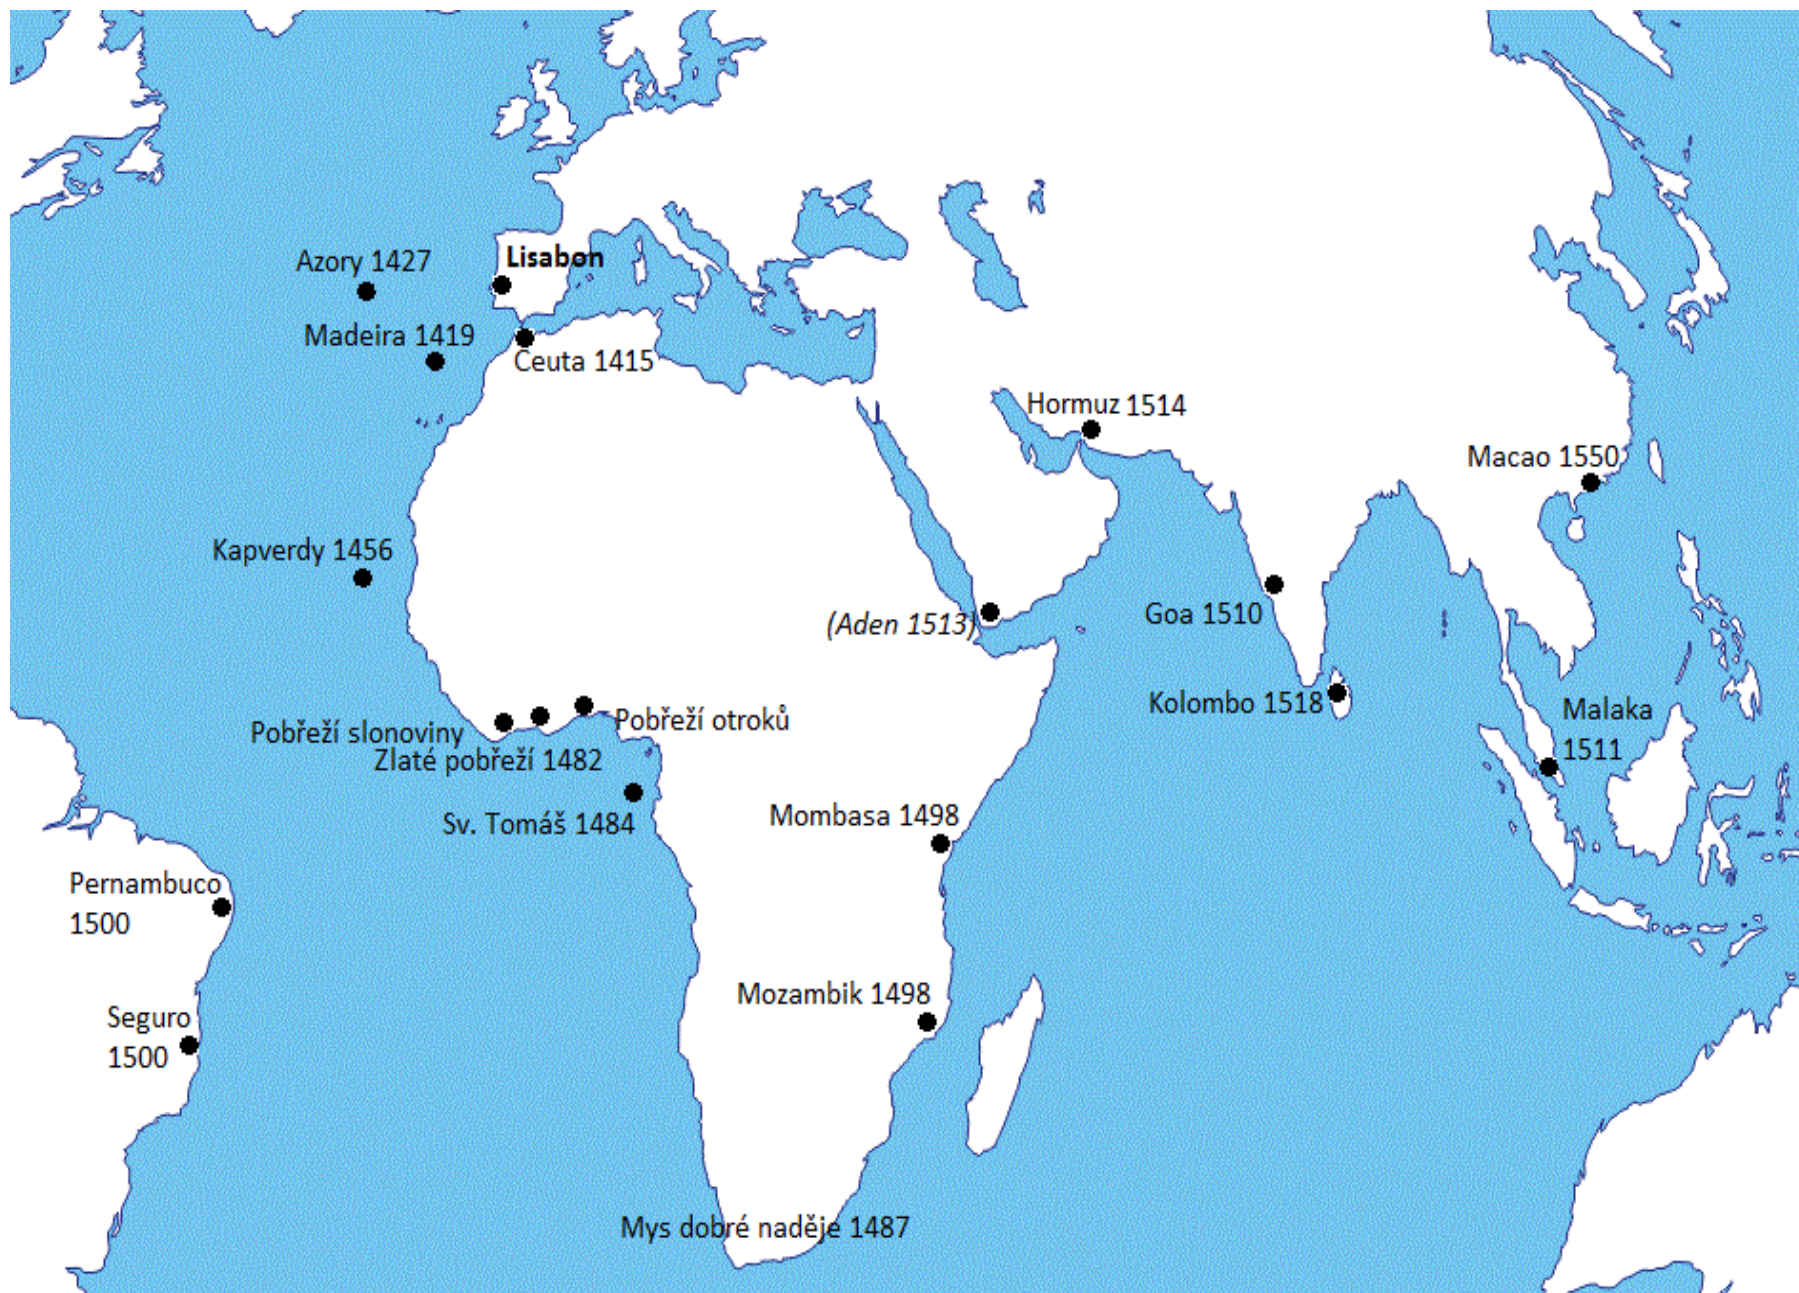 Lisabon
Azory 1427
Madeira 1419
Ceuta 1415
Hormuz 1514
Macao 1550
Kapverdy 1456
(Aden 1513)
Goa 1510
Kolombo 1518
Malaka
1511
Pobřeží slonoviny
Pobřeží otroků
Zlaté pobřeží 1482
Sv. Tomáš 1484
Mombasa 1498
Pernambuco
1500
Mozambik 1498
Seguro
1500
Mys dobré naděje 1487